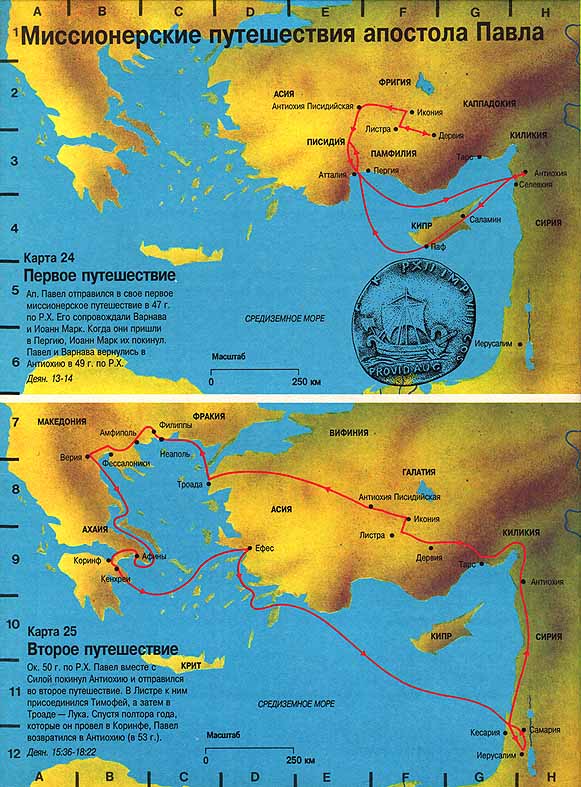 A B C D E F G H
Миссионерские путешествия апостола Павла
1
2
3
4
5
6
ФРИГИЯ
АСИЯ
Антиохия Писидийская
Икония
КАППАДОКИЯ
Листра
Дервия
КИЛИКИЯ
ПИСИДИЯ
ПАМФИЛИЯ
Тарс
Атталия
Пергия
Антиохия
Селевкия
КИПР
Саламин
СИРИЯ
Паф
Карта 24
Первое путешествие
Ап. Павел отправился в свое первое
миссионерское путешествие в 47 г.
по Р.Х. Его сопровождали Варнава
и Иоанн Марк. Когда они пришли
в Пергию, Иоанн Марк их покинул.
Павел и Варнава вернулись в
Антиохию в 49 г. по Р.Х.
Деян. 13-14
СРЕДИЗЕМНОЕ МОРЕ
Масштаб
0 250 км
PROVID AUG
Иерусалим
7
8
9
10
11
12
МАКЕДОНИЯ
Филиппы
ФРАКИЯ
Амфиполь
ВИФИНИЯ
Верия
Фессалоники
Неаполь
Троада
ГАЛАТИЯ
Антиохия Писидийская
АСИЯ
Икония
АХАИЯ
Листра
КИЛИКИЯ
Коринф
Афины
Ефес
Дервия
Тарс
Кенхреи
Антиохия
КИПР
СИРИЯ
Карта 25
Второе путешествие
КРИТ
Ок. 50 г. по Р.Х. Павел вместе с
Силой покинул Антиохию и отправился
во второе путешествие. В Листре к ним
присоединился Тимофей, а затем в
Троаде — Лука. Спустя полтора года,
которые он провел в Коринфе, Павел
возвратился в Антиохию (в 53 г.).
Деян. 15:36-18:22
СРЕДИЗЕМНОЕ МОРЕ
Масштаб
0 250 км
Кесария
Самария
Иерусалим
A B C D E F G H